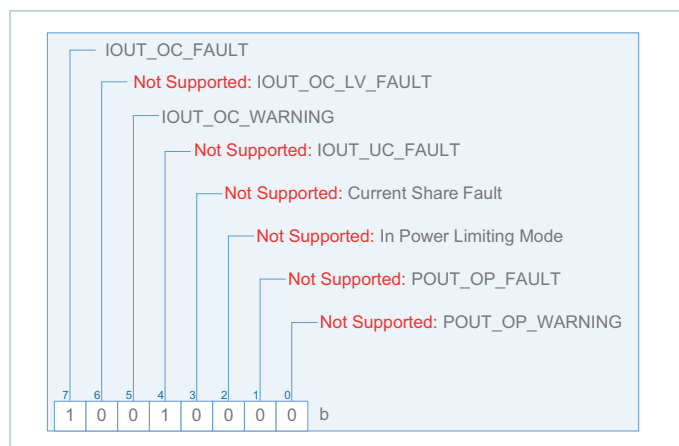 IOUT_OC_FAULT
Not Supported: IOUT_OC_LV_FAULT
IOUT_OC_WARNING
Not Supported: IOUT_UC_FAULT
Not Supported: Current Share Fault
Not Supported: In Power Limiting Mode
Not Supported: POUT_OP_FAULT
Not Supported: POUT_OP_WARNING
7 6 5 4 3 2 1 0
1 0 0 1 0 0 0 0 b